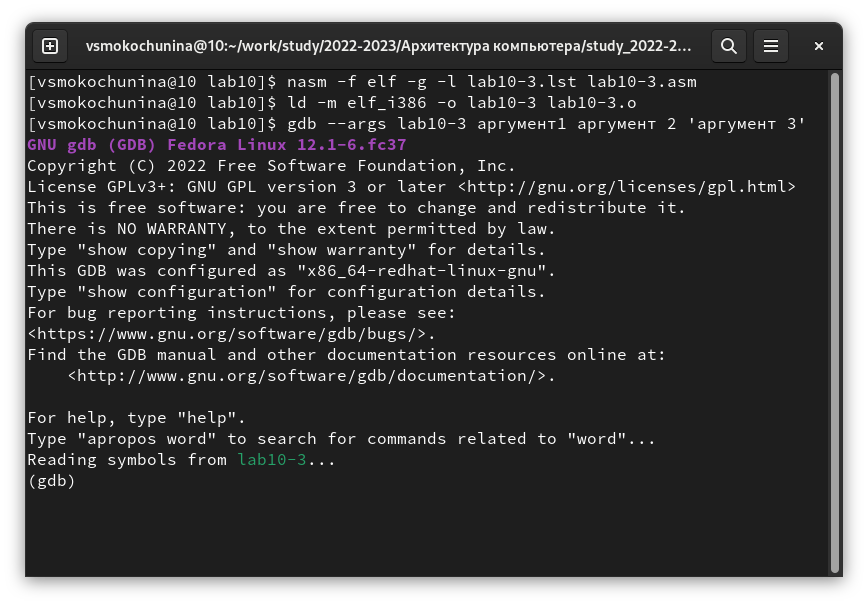 vsmokochunina@10:~/work/study/2022-2023/Архитектура компьютера/study_2022-2...
[vsmokochunina@10 lab10]$ nasm -f elf -g -l lab10-3.lst lab10-3.asm
[vsmokochunina@10 lab10]$ ld -m elf_i386 -o lab10-3 lab10-3.o
[vsmokochunina@10 lab10]$ gdb --args lab10-3 аргумент1 аргумент 2 'аргумент 3'
GNU gdb (GDB) Fedora Linux 12.1-6.fc37
Copyright (C) 2022 Free Software Foundation, Inc.
License GPLv3+: GNU GPL version 3 or later <http://gnu.org/licenses/gpl.html>
This is free software: you are free to change and redistribute it.
There is NO WARRANTY, to the extent permitted by law.
Type "show copying" and "show warranty" for details.
This GDB was configured as "x86_64-redhat-linux-gnu".
Type "show configuration" for configuration details.
For bug reporting instructions, please see:
<https://www.gnu.org/software/gdb/bugs/>.
Find the GDB manual and other documentation resources online at:
    <http://www.gnu.org/software/gdb/documentation/>.
For help, type "help".
Type "apropos word" to search for commands related to "word"...
Reading symbols from lab10-3...
(gdb)